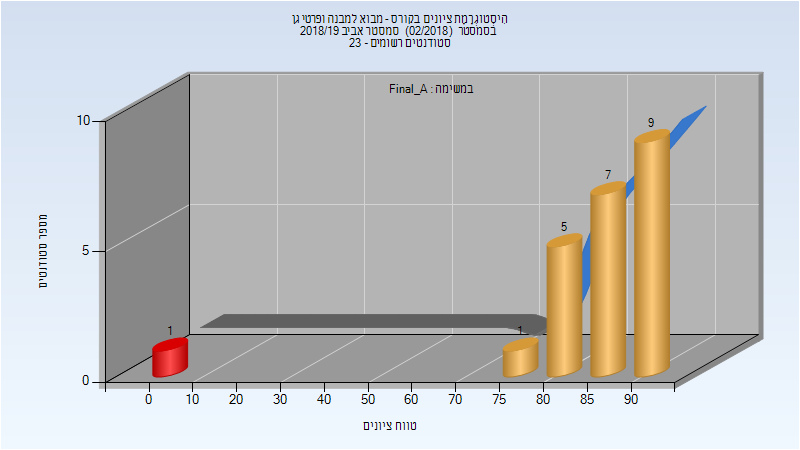 היסטוגרמת ציונים בקורס - מבוא למבנה ופרטי גן
בסמסטר (02/2018) סמסטר אביב 2018/19
סטודנטים רשומים - 23
במשימה : Final_A
מספר סטודנטים
10
5
0
1
1
5
7
9
0 10 20 30 40 50 60 70 75 80 85 90
טווח ציונים